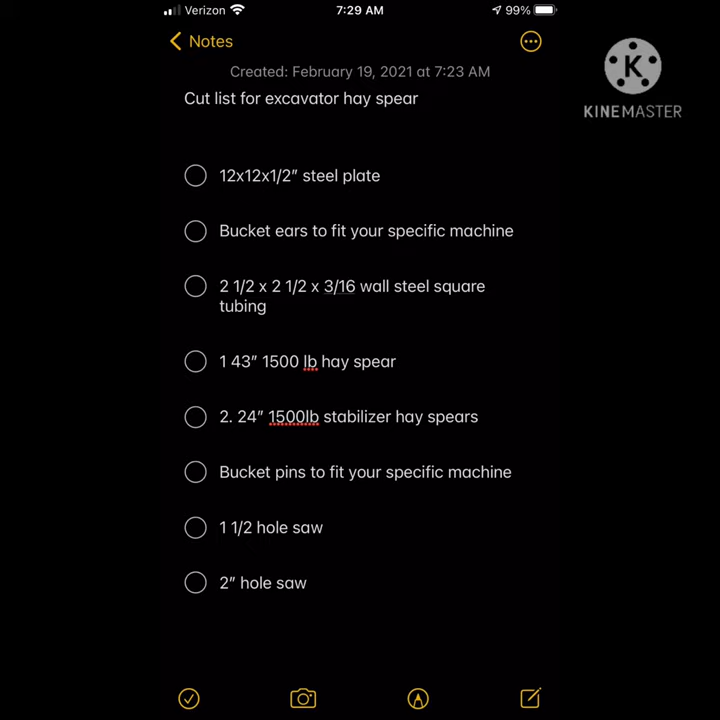 Verizon 7:29 AM 99%
Notes
K
KINEMASTER
Created: February 19, 2021 at 7:23 AM
Cut list for excavator hay spear
12x12x1/2” steel plate
Bucket ears to fit your specific machine
2 1/2 x 2 1/2 x 3/16 wall steel square
tubing
1 43” 1500 lb hay spear
2. 24” 1500lb stabilizer hay spears
Bucket pins to fit your specific machine
1 1/2 hole saw
2” hole saw